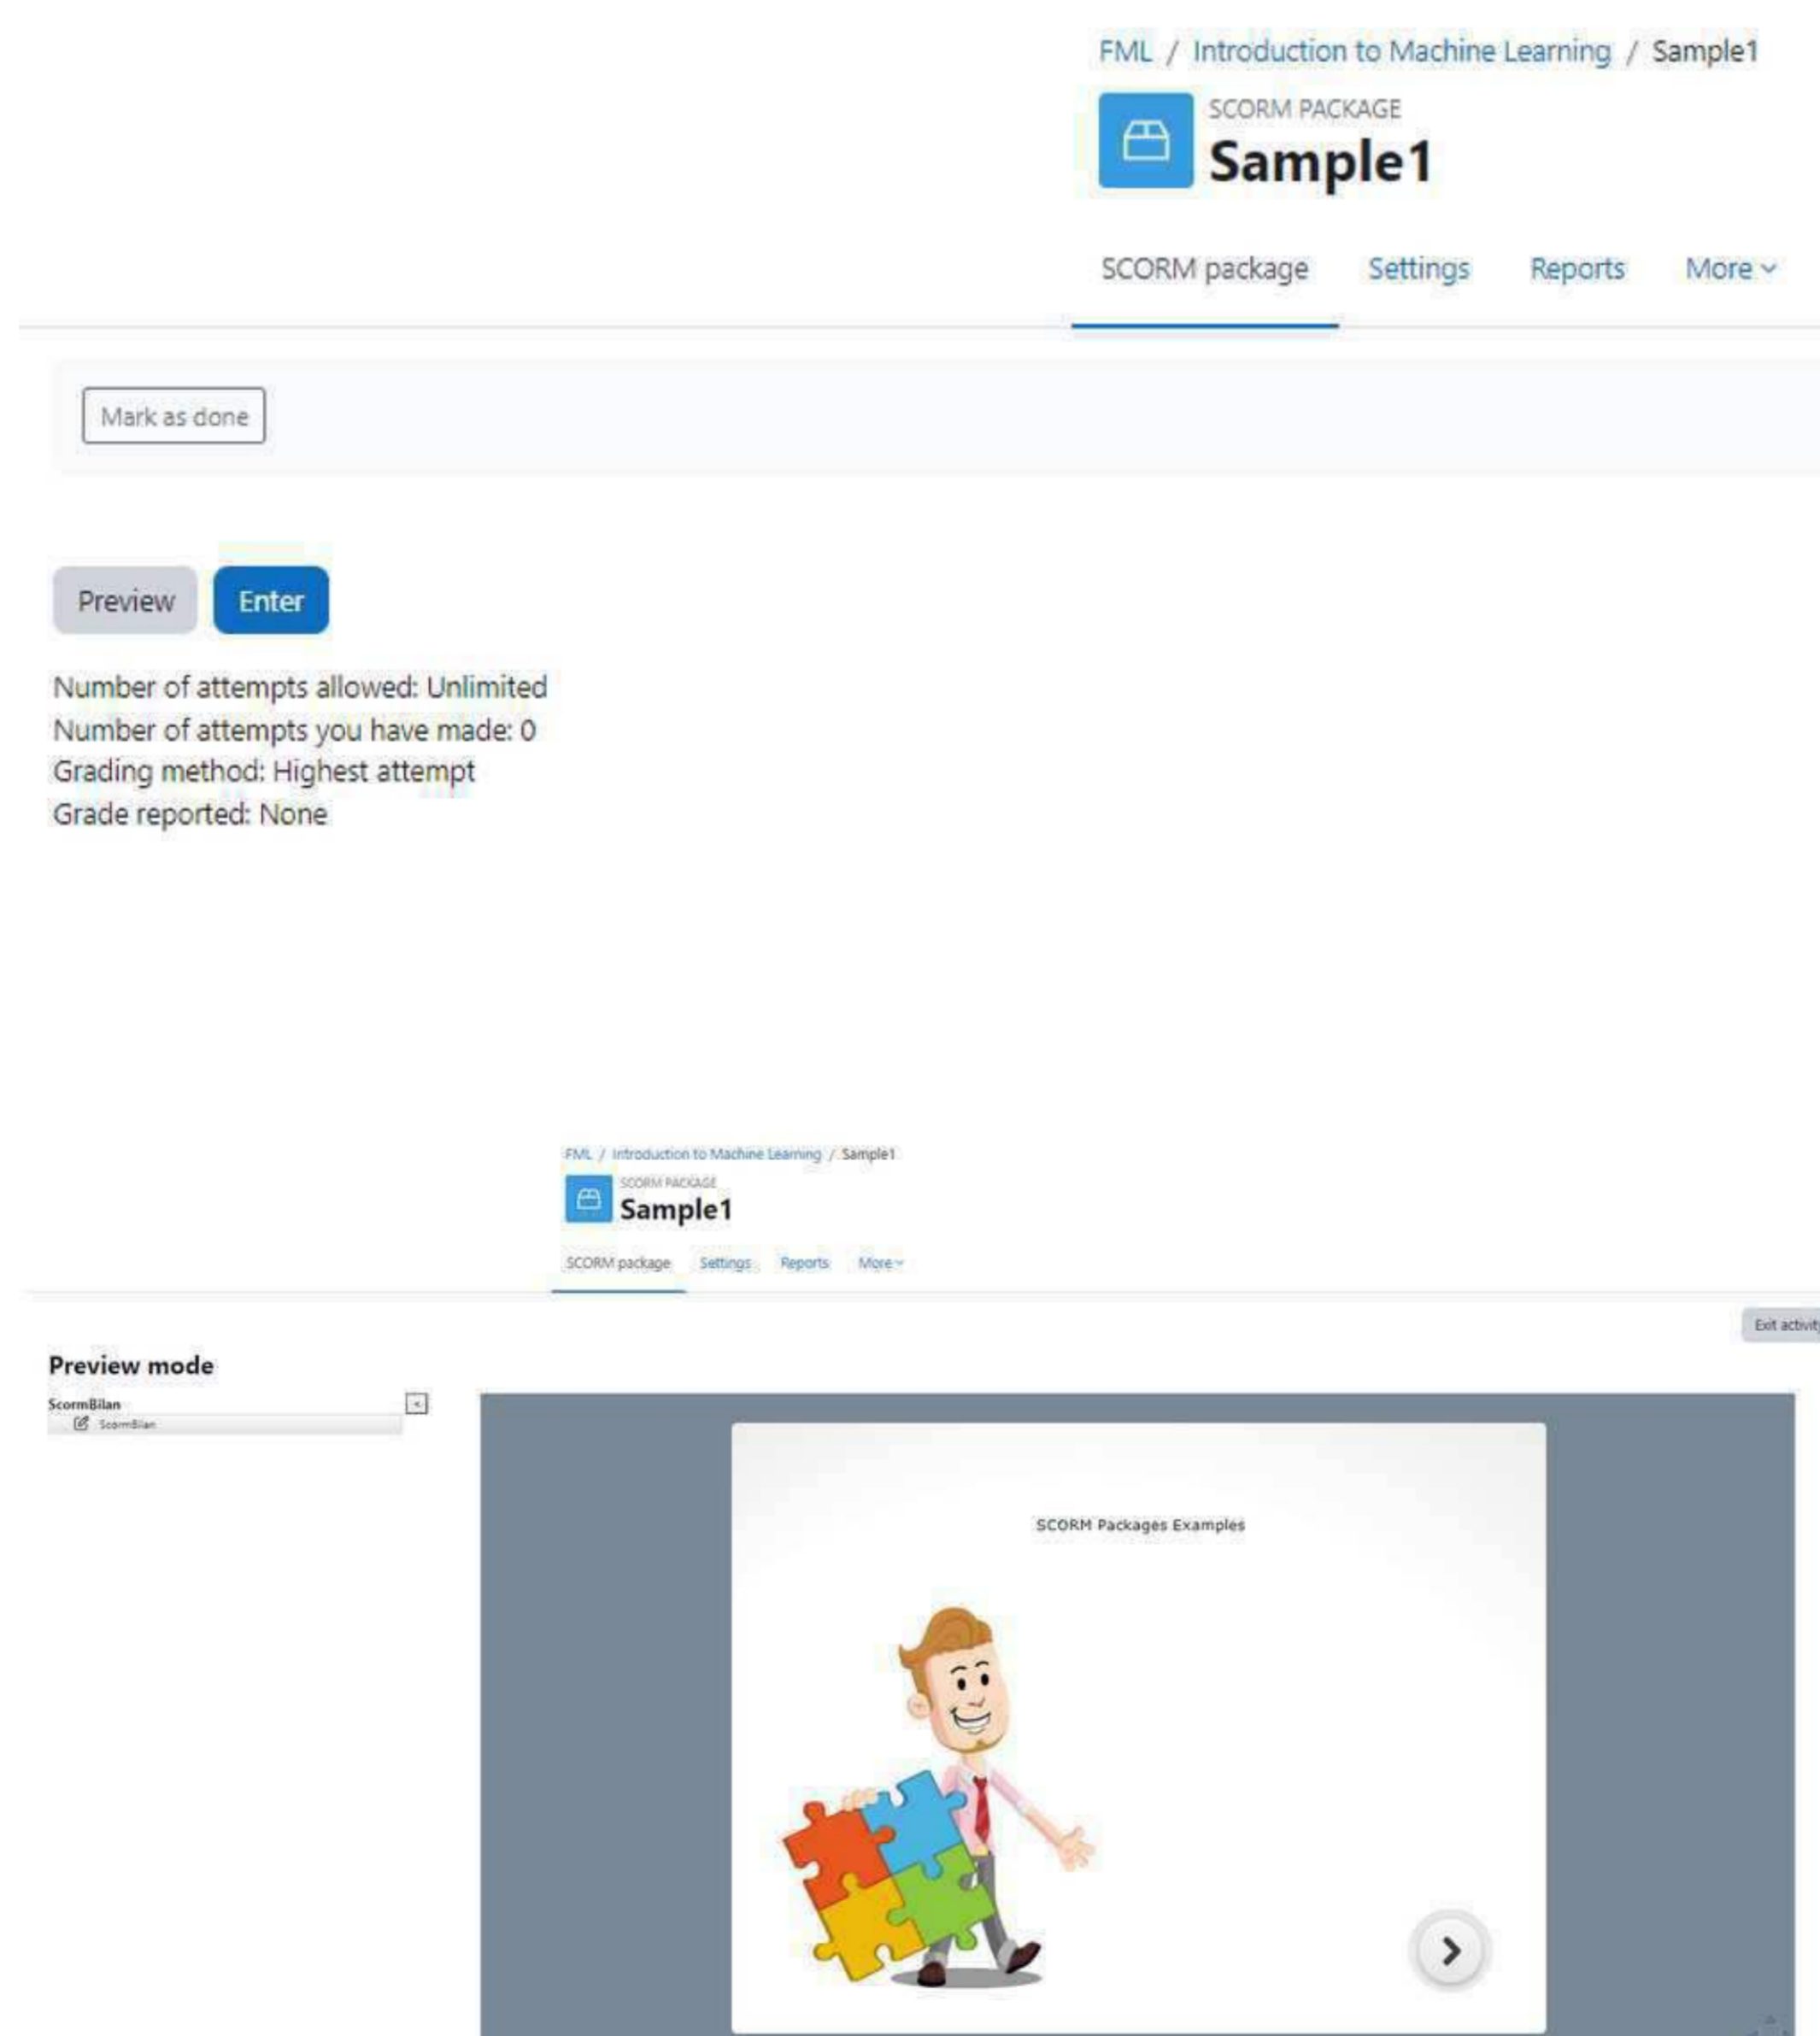 FML / Introduction to Machine Learning / Sample1
SCORM PACKAGE
Sample1
SCORM package Settings Reports More
Mark as done
Preview Enter
Number of attempts allowed: Unlimited
Number of attempts you have made: 0
Grading method: Highest attempt
Grade reported: None
FML / Introduction to Machine Learning / Sample1
SCORM PACKAGE
Sample1
SCORM package Settings Reports More
Exit activity
Preview mode
ScormBilan
ScormBilan
SCORM Packages Examples